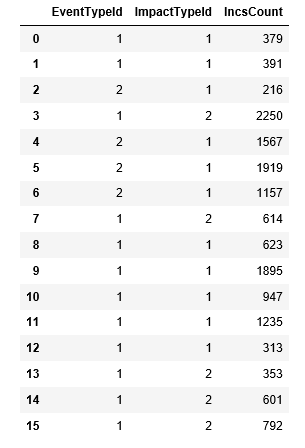 EventTypeId ImpactTypeId IncsCount
0 1 1 379
1 1 1 391
2 2 1 216
3 1 2 2250
4 2 1 1567
5 2 1 1919
6 2 1 1157
7 1 2 614
8 1 1 623
9 1 1 1895
10 1 1 947
11 1 1 1235
12 1 1 313
13 1 2 353
14 1 2 601
15 1 2 792